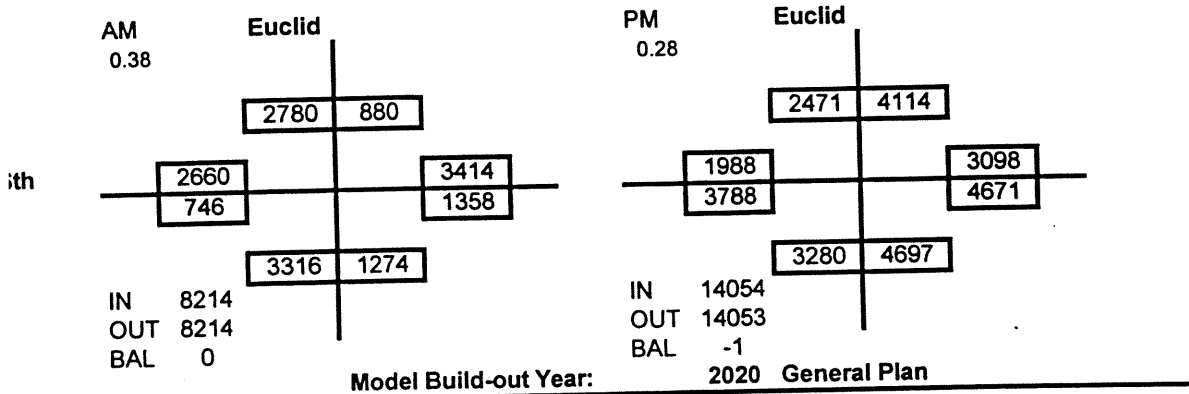 AM Euclid PM Euclid
0.38 0.28
2780 880 2471 4114
2660 3414 1988 3098
746 1358 3788 4671
3316 1274 3280 4697
IN 8214 IN 14054
OUT 8214 OUT 14053
BAL 0 BAL -1
Model Build-out Year: 2020 General Plan